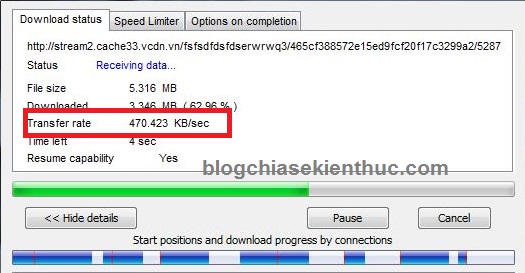 Download status
Speed Limiter
Options on completion
http://stream2.cache33.vcdn.vn/fsfsdfdsfdserwrwq3/465cf388572e15ed9fcf20f17c3299a2/5287
Status Receiving data...
File size 5.316 MB
Downloaded 3.346 MB ( 62.96 % )
Transfer rate 470.423 KB/sec
Time left 4 sec
Resume capability Yes
blogchiasekienthuc.com
<< Hide details
Pause
Cancel
Start positions and download progress by connections